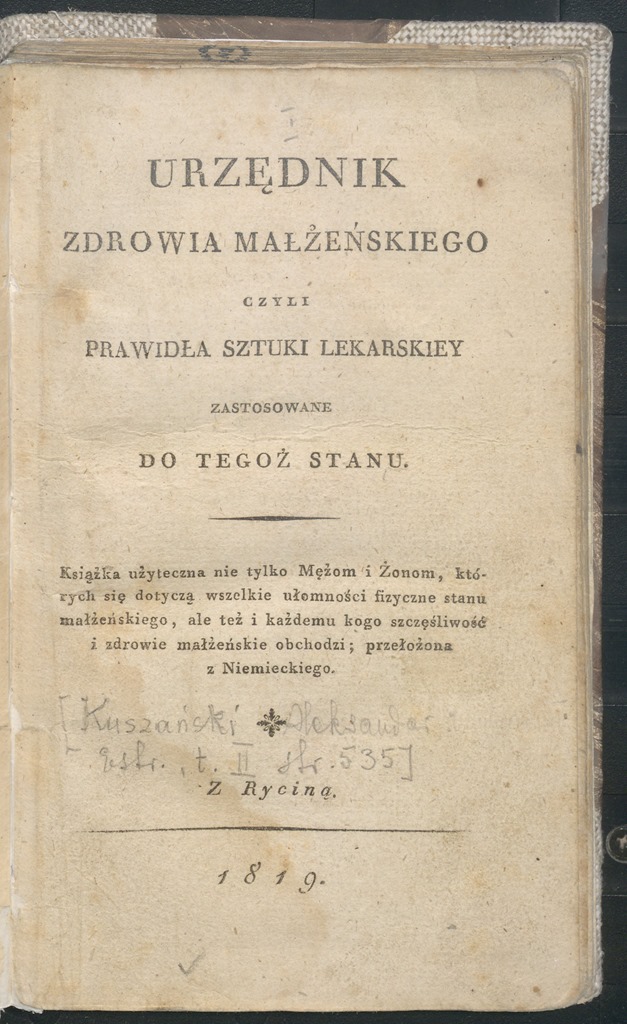 I
URZĘDNIK
ZDROWIA MAŁŻEŃSKIEGO
CZYLI
PRAWIDŁA SZTUKI LEKARSKIEY
ZASTOSOWANE
DO TEGOŻ STANU.
Książka użyteczna nie tylko Mężom i Żonom, któ-
rych się dotyczą wszelkie ułomności fizyczne stanu
małżeńskiego, ale też i każdemu kogo szczęśliwość
i zdrowie małżeńskie obchodzi; przełożona
z Niemieckiego.
[Kuszański Aleksander
Estr., t. II str. 535]
Z Ryciną.
1819.